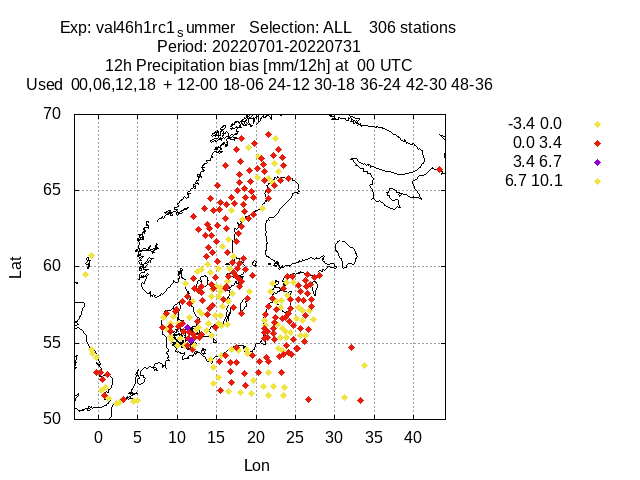 Exp: val46h1rc1summer   Selection: ALL    306 stations
Period: 20220701-20220731
12h Precipitation bias [mm/12h] at  00 UTC
Used  00,06,12,18  + 12-00 18-06 24-12 30-18 36-24 42-30 48-36
-3.4 0.0
0.0 3.4
3.4 6.7
6.7 10.1
70
65
60
55
50
Lat
0 5 10 15 20 25 30 35 40
Lon